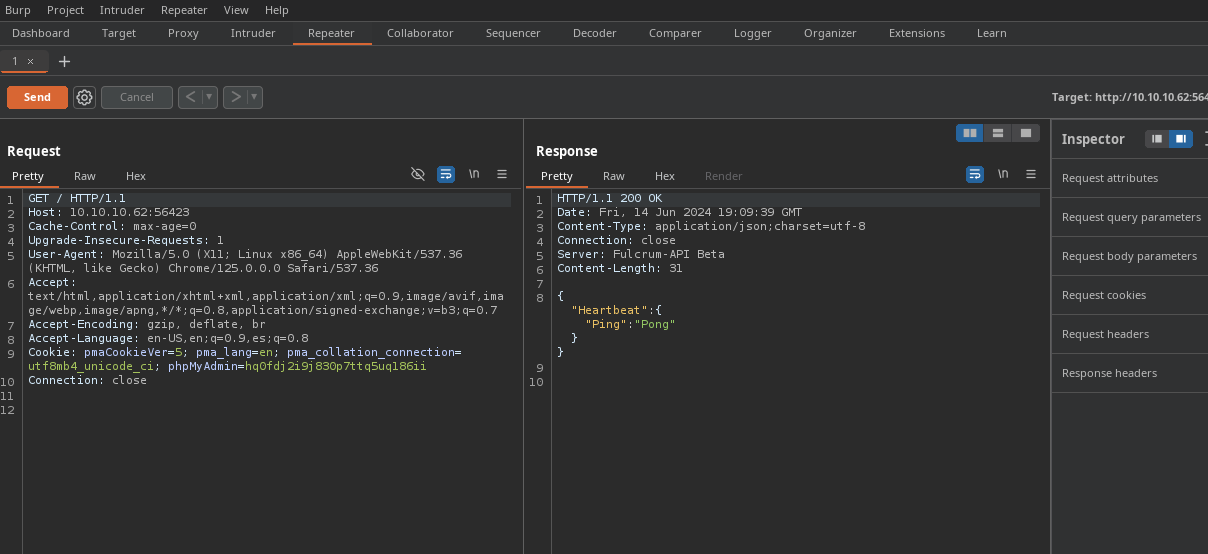 Burp Project Intruder Repeater View Help
Dashboard Target Proxy Intruder Repeater Collaborator Sequencer Decoder Comparer Logger Organizer Extensions Learn
1 × +
Send Cancel < ▾ > ▾ Target: http://10.10.10.62:564
Request
Pretty Raw Hex \n
1 GET / HTTP/1.1
2 Host: 10.10.10.62:56423
3 Cache-Control: max-age=0
4 Upgrade-Insecure-Requests: 1
5 User-Agent: Mozilla/5.0 (X11; Linux x86_64) AppleWebKit/537.36
(KHTML, like Gecko) Chrome/125.0.0.0 Safari/537.36
6 Accept:
text/html,application/xhtml+xml,application/xml;q=0.9,image/avif,ima
ge/webp,image/apng,*/*;q=0.8,application/signed-exchange;v=b3;q=0.7
7 Accept-Encoding: gzip, deflate, br
8 Accept-Language: en-US,en;q=0.9,es;q=0.8
9 Cookie: pmaCookieVer=5; pma_lang=en; pma_collation_connection=
utf8mb4_unicode_ci; phpMyAdmin=hq0fdj2i9j830p7ttq5uq186ii
10 Connection: close
11
12
Response
Pretty Raw Hex Render \n
1 HTTP/1.1 200 OK
2 Date: Fri, 14 Jun 2024 19:09:39 GMT
3 Content-Type: application/json;charset=utf-8
4 Connection: close
5 Server: Fulcrum-API Beta
6 Content-Length: 31
7
8 {
"Heartbeat":{
"Ping":"Pong"
}
}
9
10
Inspector
Request attributes
Request query parameters
Request body parameters
Request cookies
Request headers
Response headers